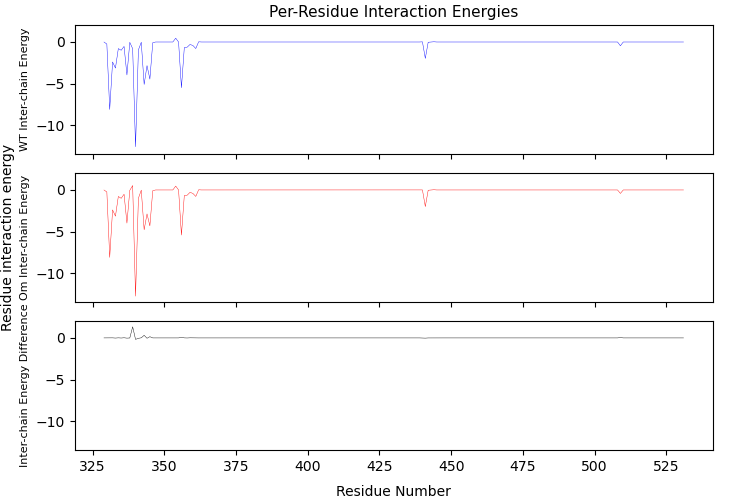 Per-Residue Interaction Energies
WT Inter-chain Energy
0
−5
−10
Residue interaction energy
Om Inter-chain Energy
0
−5
−10
Inter-chain Energy Difference
0
−5
−10
325 350 375 400 425 450 475 500 525
Residue Number